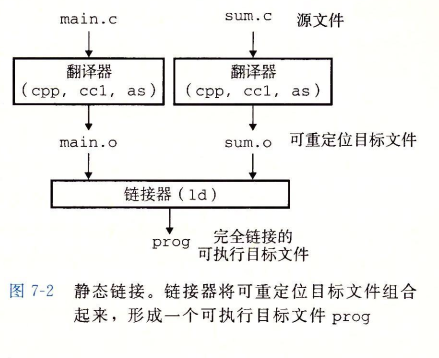 main.c sum.c 源文件
翻译器 翻译器
(cpp, cc1, as) (cpp, cc1, as)
main.o sum.o 可重定位目标文件
链接器(ld)
prog 完全链接的
可执行目标文件
图 7-2 静态链接。链接器将可重定位目标文件组合
起来，形成一个可执行目标文件 prog